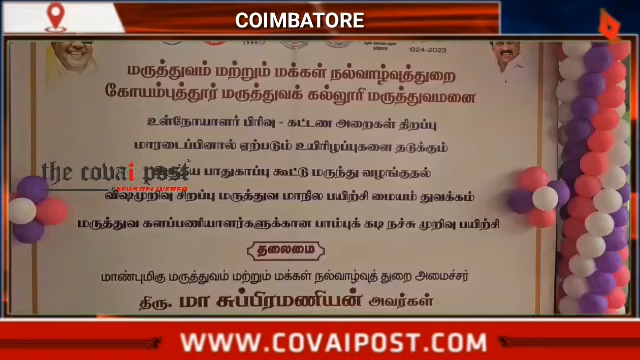 COIMBATORE
1924-2023
மருத்துவம் மற்றும் மக்கள் நல்வாழ்வுத்துறை
கோயம்புத்தூர் மருத்துவக் கல்லூரி மருத்துவமனை
உள்நோயாளர் பிரிவு - கட்டண அறைகள் திறப்பு
மாரடைப்பினால் ஏற்படும் உயிரிழப்புகளை தடுக்கும்
the covai post
பாதுகாப்பு கூட்டு மருந்து வழங்குதல்
NEWS DELIVERED
விஷமுறிவு சிறப்பு மருத்துவ மாநில பயிற்சி மையம் துவக்கம்
மருத்துவ களப்பணியாளர்களுக்கான பாம்புக் கடி நச்சு முறிவு பயிற்சி
தலைமை
மாண்புமிகு மருத்துவம் மற்றும் மக்கள் நல்வாழ்வுத் துறை அமைச்சர்
திரு. மா சுப்பிரமணியன் அவர்கள்
WWW.COVAIPOST.COM